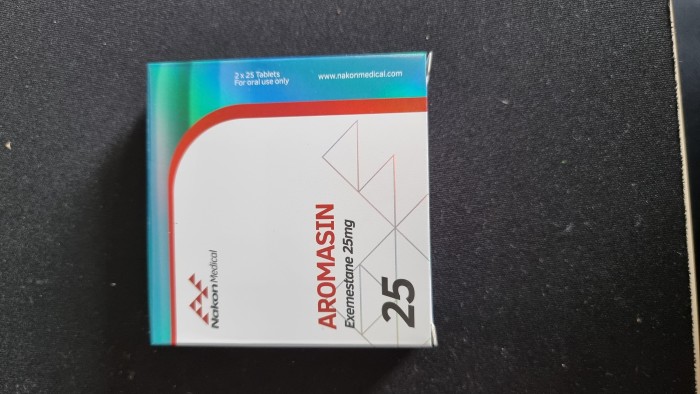 2 x 25 Tablets
For oral use only
www.nakonmedical.com
Nakon Medical
AROMASIN
Exemestane 25mg
25